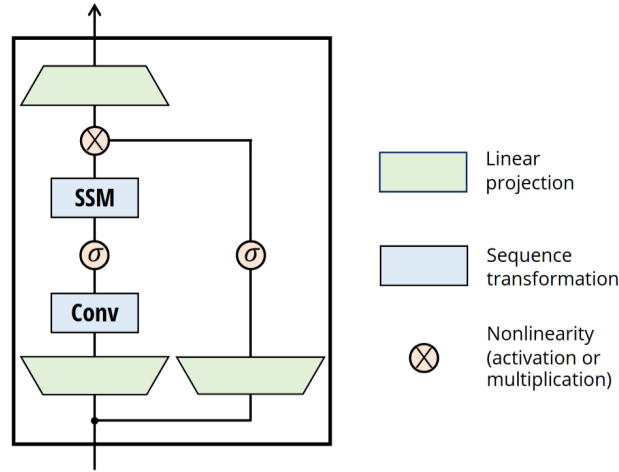 SSM
σ
σ
Conv
Linear
projection
Sequence
transformation
Nonlinearity
(activation or
multiplication)